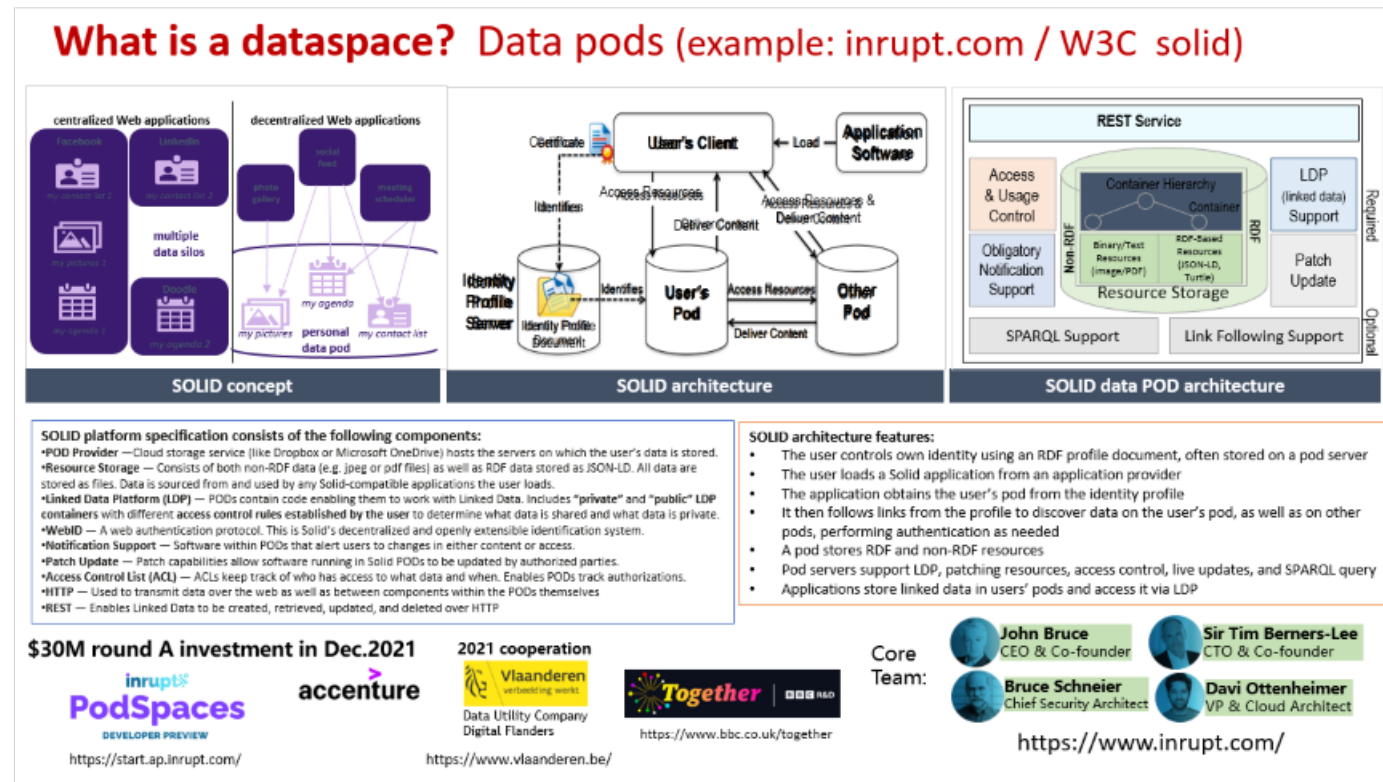 What is a dataspace? Data pods (example: inrupt.com / W3C solid)
centralized Web applications
decentralized Web applications
Facebook
my contact list 1
my pictures 1
my agenda 1
LinkedIn
my contact list 2
multiple
data silos
Doodle
my agenda 2
social
feed
photo
gallery
meeting
scheduler
my agenda
my pictures
personal
data pod
my contact list
SOLID concept
Certificate
User's Client
Load
Application
Software
Access Resources
Deliver Content
Access Resources &
Deliver Content
Identifies
Identity
Profile
Server
Identity Profile
Document
Identifies
User's
Pod
Access Resources
Deliver Content
Other
Pod
SOLID architecture
REST Service
Access
& Usage
Control
Obligatory
Notification
Support
Non-RDF
Container Hierarchy
Container
Binary/Text
Resources
(image/PDF)
RDF-Based
Resources
(JSON-LD,
Turtle)
RDF
Resource Storage
LDP
(linked data)
Support
Patch
Update
Required
Optional
SPARQL Support
Link Following Support
SOLID data POD architecture
SOLID platform specification consists of the following components:
•POD Provider —Cloud storage service (like Dropbox or Microsoft OneDrive) hosts the servers on which the user's data is stored.
•Resource Storage — Consists of both non-RDF data (e.g. jpeg or pdf files) as well as RDF data stored as JSON-LD. All data are
stored as files. Data is sourced from and used by any Solid-compatible applications the user loads.
•Linked Data Platform (LDP) — PODs contain code enabling them to work with Linked Data. Includes "private" and "public" LDP
containers with different access control rules established by the user to determine what data is shared and what data is private.
•WebID — A web authentication protocol. This is Solid's decentralized and openly extensible identification system.
•Notification Support — Software within PODs that alert users to changes in either content or access.
•Patch Update — Patch capabilities allow software running in Solid PODs to be updated by authorized parties.
•Access Control List (ACL) — ACLs keep track of who has access to what data and when. Enables PODs track authorizations.
•HTTP — Used to transmit data over the web as well as between components within the PODs themselves
•REST — Enables Linked Data to be created, retrieved, updated, and deleted over HTTP
SOLID architecture features:
• The user controls own identity using an RDF profile document, often stored on a pod server
• The user loads a Solid application from an application provider
• The application obtains the user's pod from the identity profile
• It then follows links from the profile to discover data on the user's pod, as well as on other
pods, performing authentication as needed
• A pod stores RDF and non-RDF resources
• Pod servers support LDP, patching resources, access control, live updates, and SPARQL query
• Applications store linked data in users' pods and access it via LDP
$30M round A investment in Dec.2021
inrupt
PodSpaces
DEVELOPER PREVIEW
https://start.ap.inrupt.com/
accenture
2021 cooperation
Vlaanderen
verbeelding werkt
Data Utility Company
Digital Flanders
https://www.vlaanderen.be/
Together
BBC R&D
https://www.bbc.co.uk/together
Core
Team:
John Bruce
CEO & Co-founder
Sir Tim Berners-Lee
CTO & Co-founder
Bruce Schneier
Chief Security Architect
Davi Ottenheimer
VP & Cloud Architect
https://www.inrupt.com/